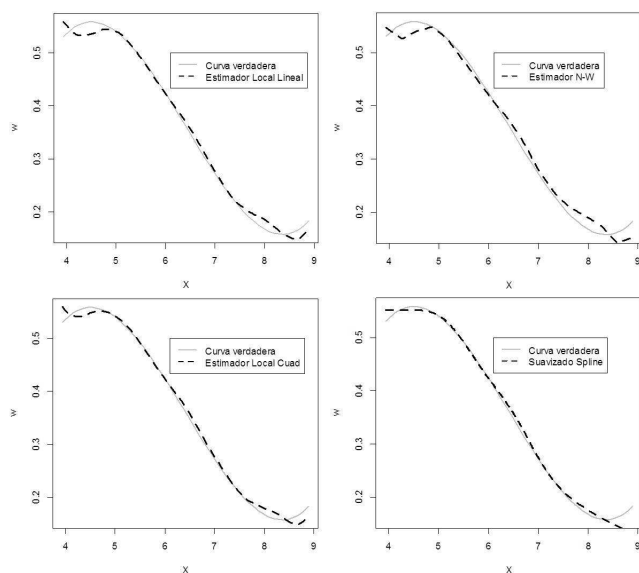 0.5
0.4
0.3
0.2
w
Curva verdadera
Estimador Local Lineal
4 5 6 7 8 9
X
0.5
0.4
0.3
0.2
w
Curva verdadera
Estimador N-W
4 5 6 7 8 9
X
0.5
0.4
0.3
0.2
w
Curva verdadera
Estimador Local Cuad
4 5 6 7 8 9
X
0.5
0.4
0.3
0.2
w
Curva verdadera
Suavizado Spline
4 5 6 7 8 9
X